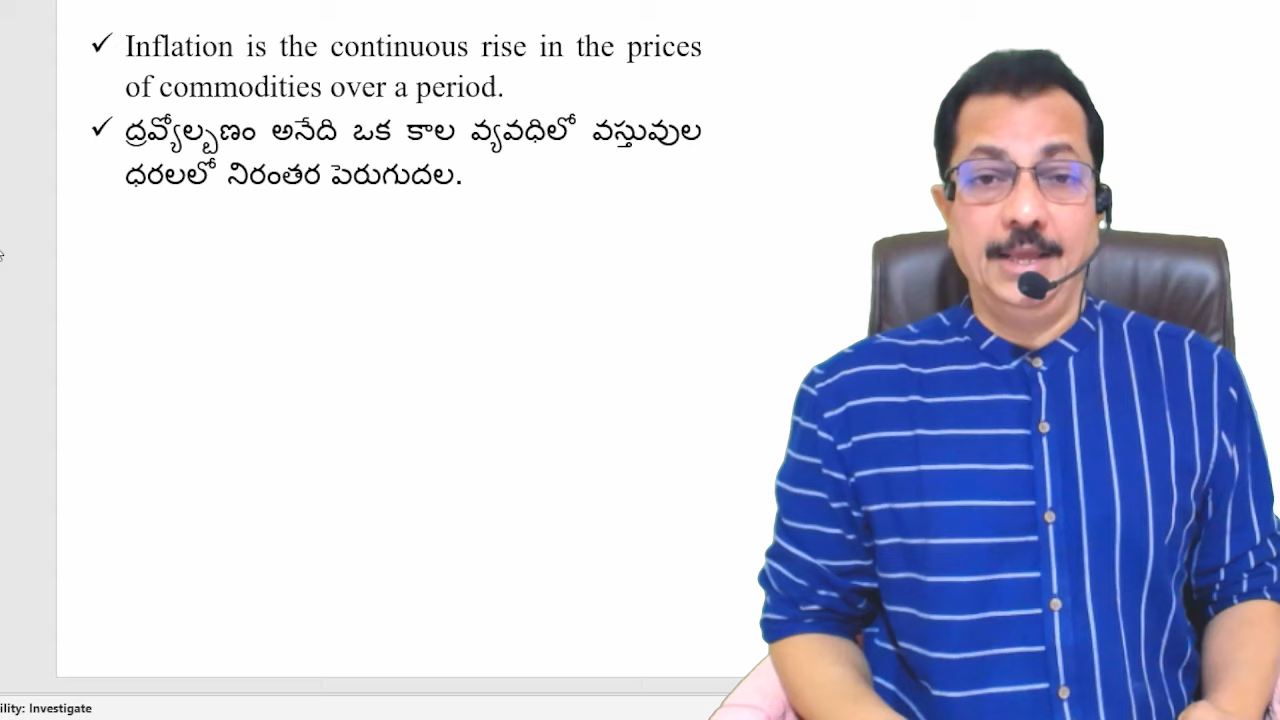 Inflation is the continuous rise in the prices
of commodities over a period.
ద్రవ్యోల్బణం అనేది ఒక కాల వ్యవధిలో వస్తువుల
ధరలలో నిరంతర పెరుగుదల.
ility: Investigate